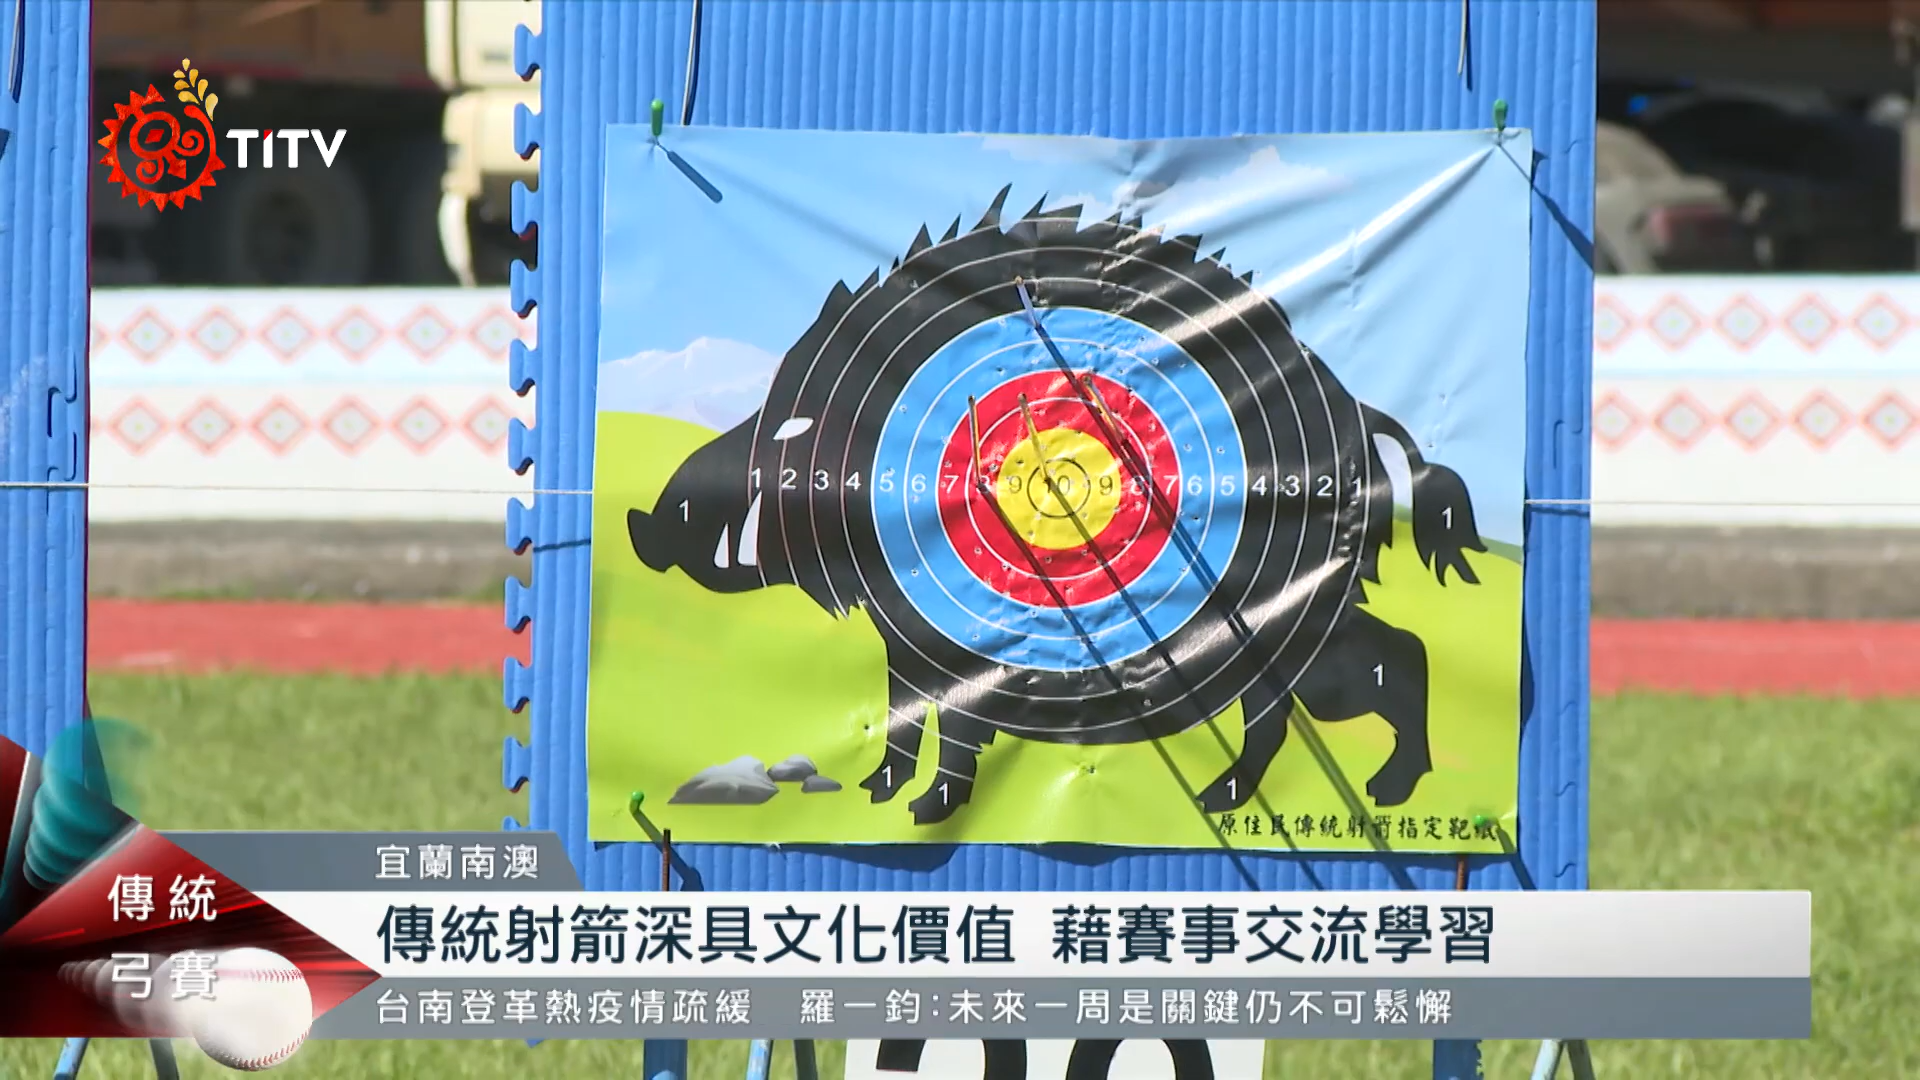 TITV
1 2 3 4 5 6 7 8 9 10 9 8 7 6 5 4 3 2 1
1
1
1
1
1
1
原住民傳統射箭指定靶紙
宜蘭南澳
傳統
弓賽
傳統射箭深具文化價值 藉賽事交流學習
台南登革熱疫情疏緩 羅一鈞:未來一周是關鍵仍不可鬆懈